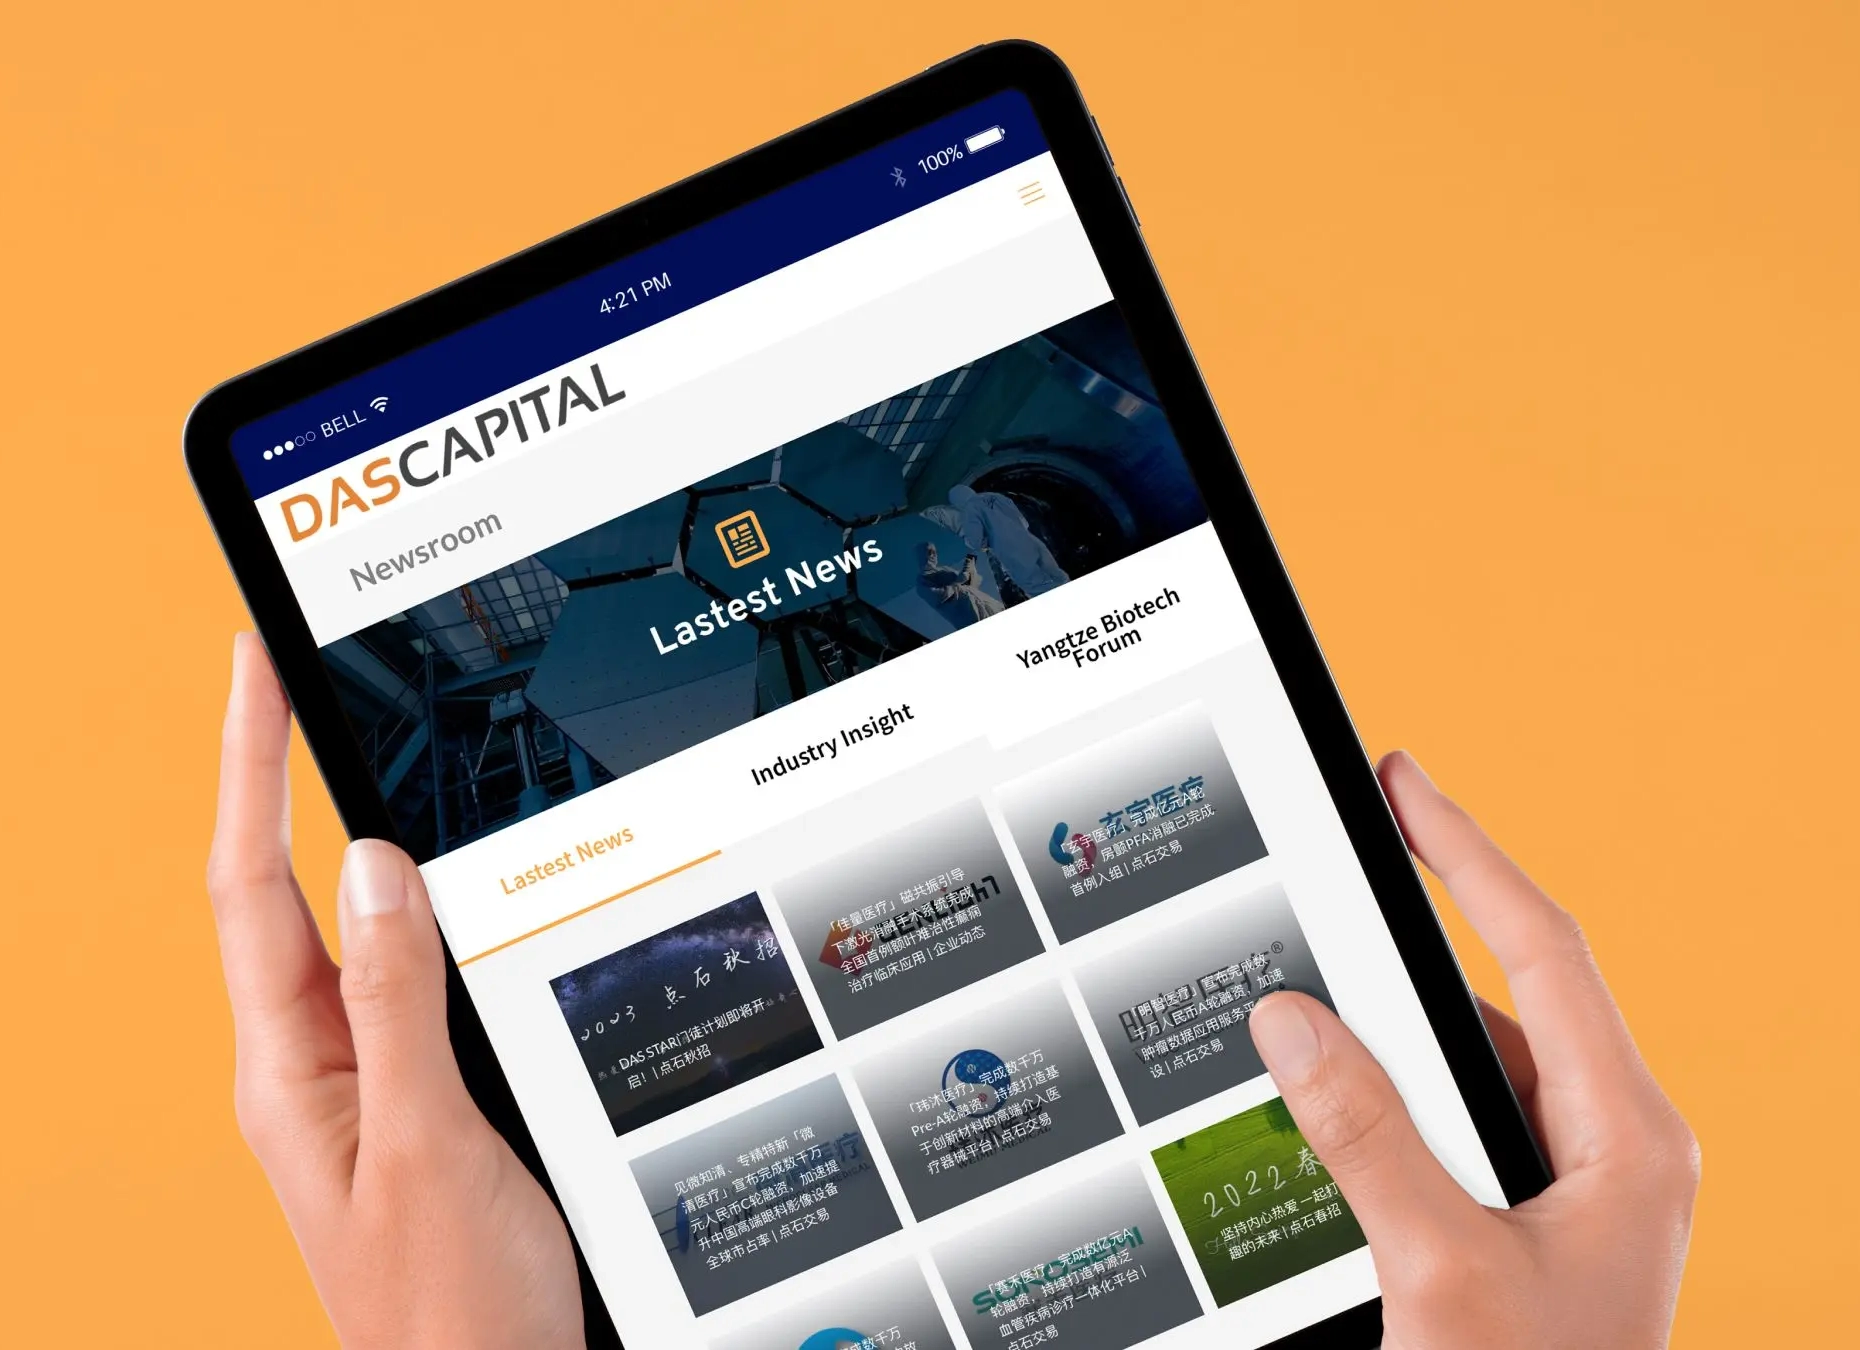 ●●●○○ BELL
4:21 PM
100%
DASCAPITAL
Newsroom
Lastest News
Lastest News
Industry Insight
Yangtze Biotech
Forum
2023 点石秋招
DAS STAR门徒计划即将开
启！| 点石秋招
GENLIGHT
「佳量医疗」磁共振引导
下激光消融手术系统完成
全国首例颞叶难治性癫痫
治疗临床应用 | 企业动态
玄宇医疗
「玄宇医疗」完成亿元A轮
融资，房颤PFA消融已完成
首例入组 | 点石交易
见微知清、专精特新「微
清医疗」宣布完成数千万
元人民币C轮融资，加速提
升中国高端眼科影像设备
全球市占率 | 点石交易
「玮沐医疗」完成数千万
Pre-A轮融资，持续打造基
于创新材料的高端介入医
疗器械平台 | 点石交易
WEIMU MEDICAL
明智医疗®
「明智医疗」宣布完成数
千万人民币A轮融资，加速
肿瘤数据应用服务平
设 | 点石交易
「赛禾医疗」完成数亿元A
轮融资，持续打造有源泛
血管疾病诊疗一体化平台 |
点石交易
2022 春
坚持内心热爱 一起打
趣的未来 | 点石春招
成数千万